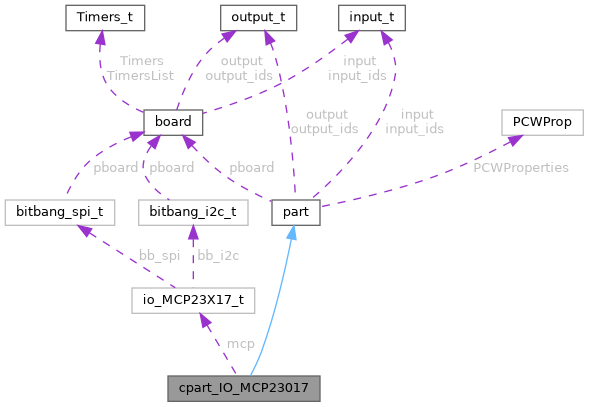 Timers_t
output_t
input_t
Timers
TimersList
output
output_ids
input
input_ids
board
output
output_ids
input
input_ids
PCWProp
pboard
pboard
pboard
PCWProperties
bitbang_spi_t
bitbang_i2c_t
part
bb_spi
bb_i2c
io_MCP23X17_t
mcp
cpart_IO_MCP23017